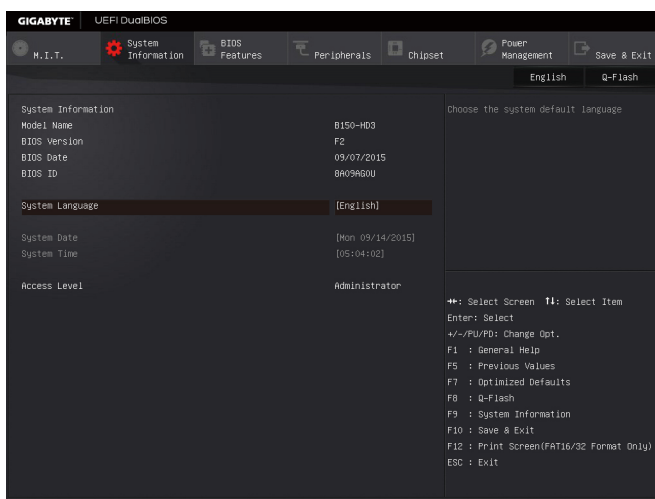 GIGABYTE™ UEFI DualBIOS
M.I.T. System Information BIOS Features Peripherals Chipset Power Management Save & Exit
English Q-Flash
System Information
Model Name B150-HD3
BIOS Version F2
BIOS Date 09/07/2015
BIOS ID 8A09AG0U
System Language [English]
System Date [Mon 09/14/2015]
System Time [05:04:02]
Access Level Administrator
Choose the system default language
→←: Select Screen ↑↓: Select Item
Enter: Select
+/-/PU/PD: Change Opt.
F1 : General Help
F5 : Previous Values
F7 : Optimized Defaults
F8 : Q-Flash
F9 : System Information
F10 : Save & Exit
F12 : Print Screen(FAT16/32 Format Only)
ESC : Exit